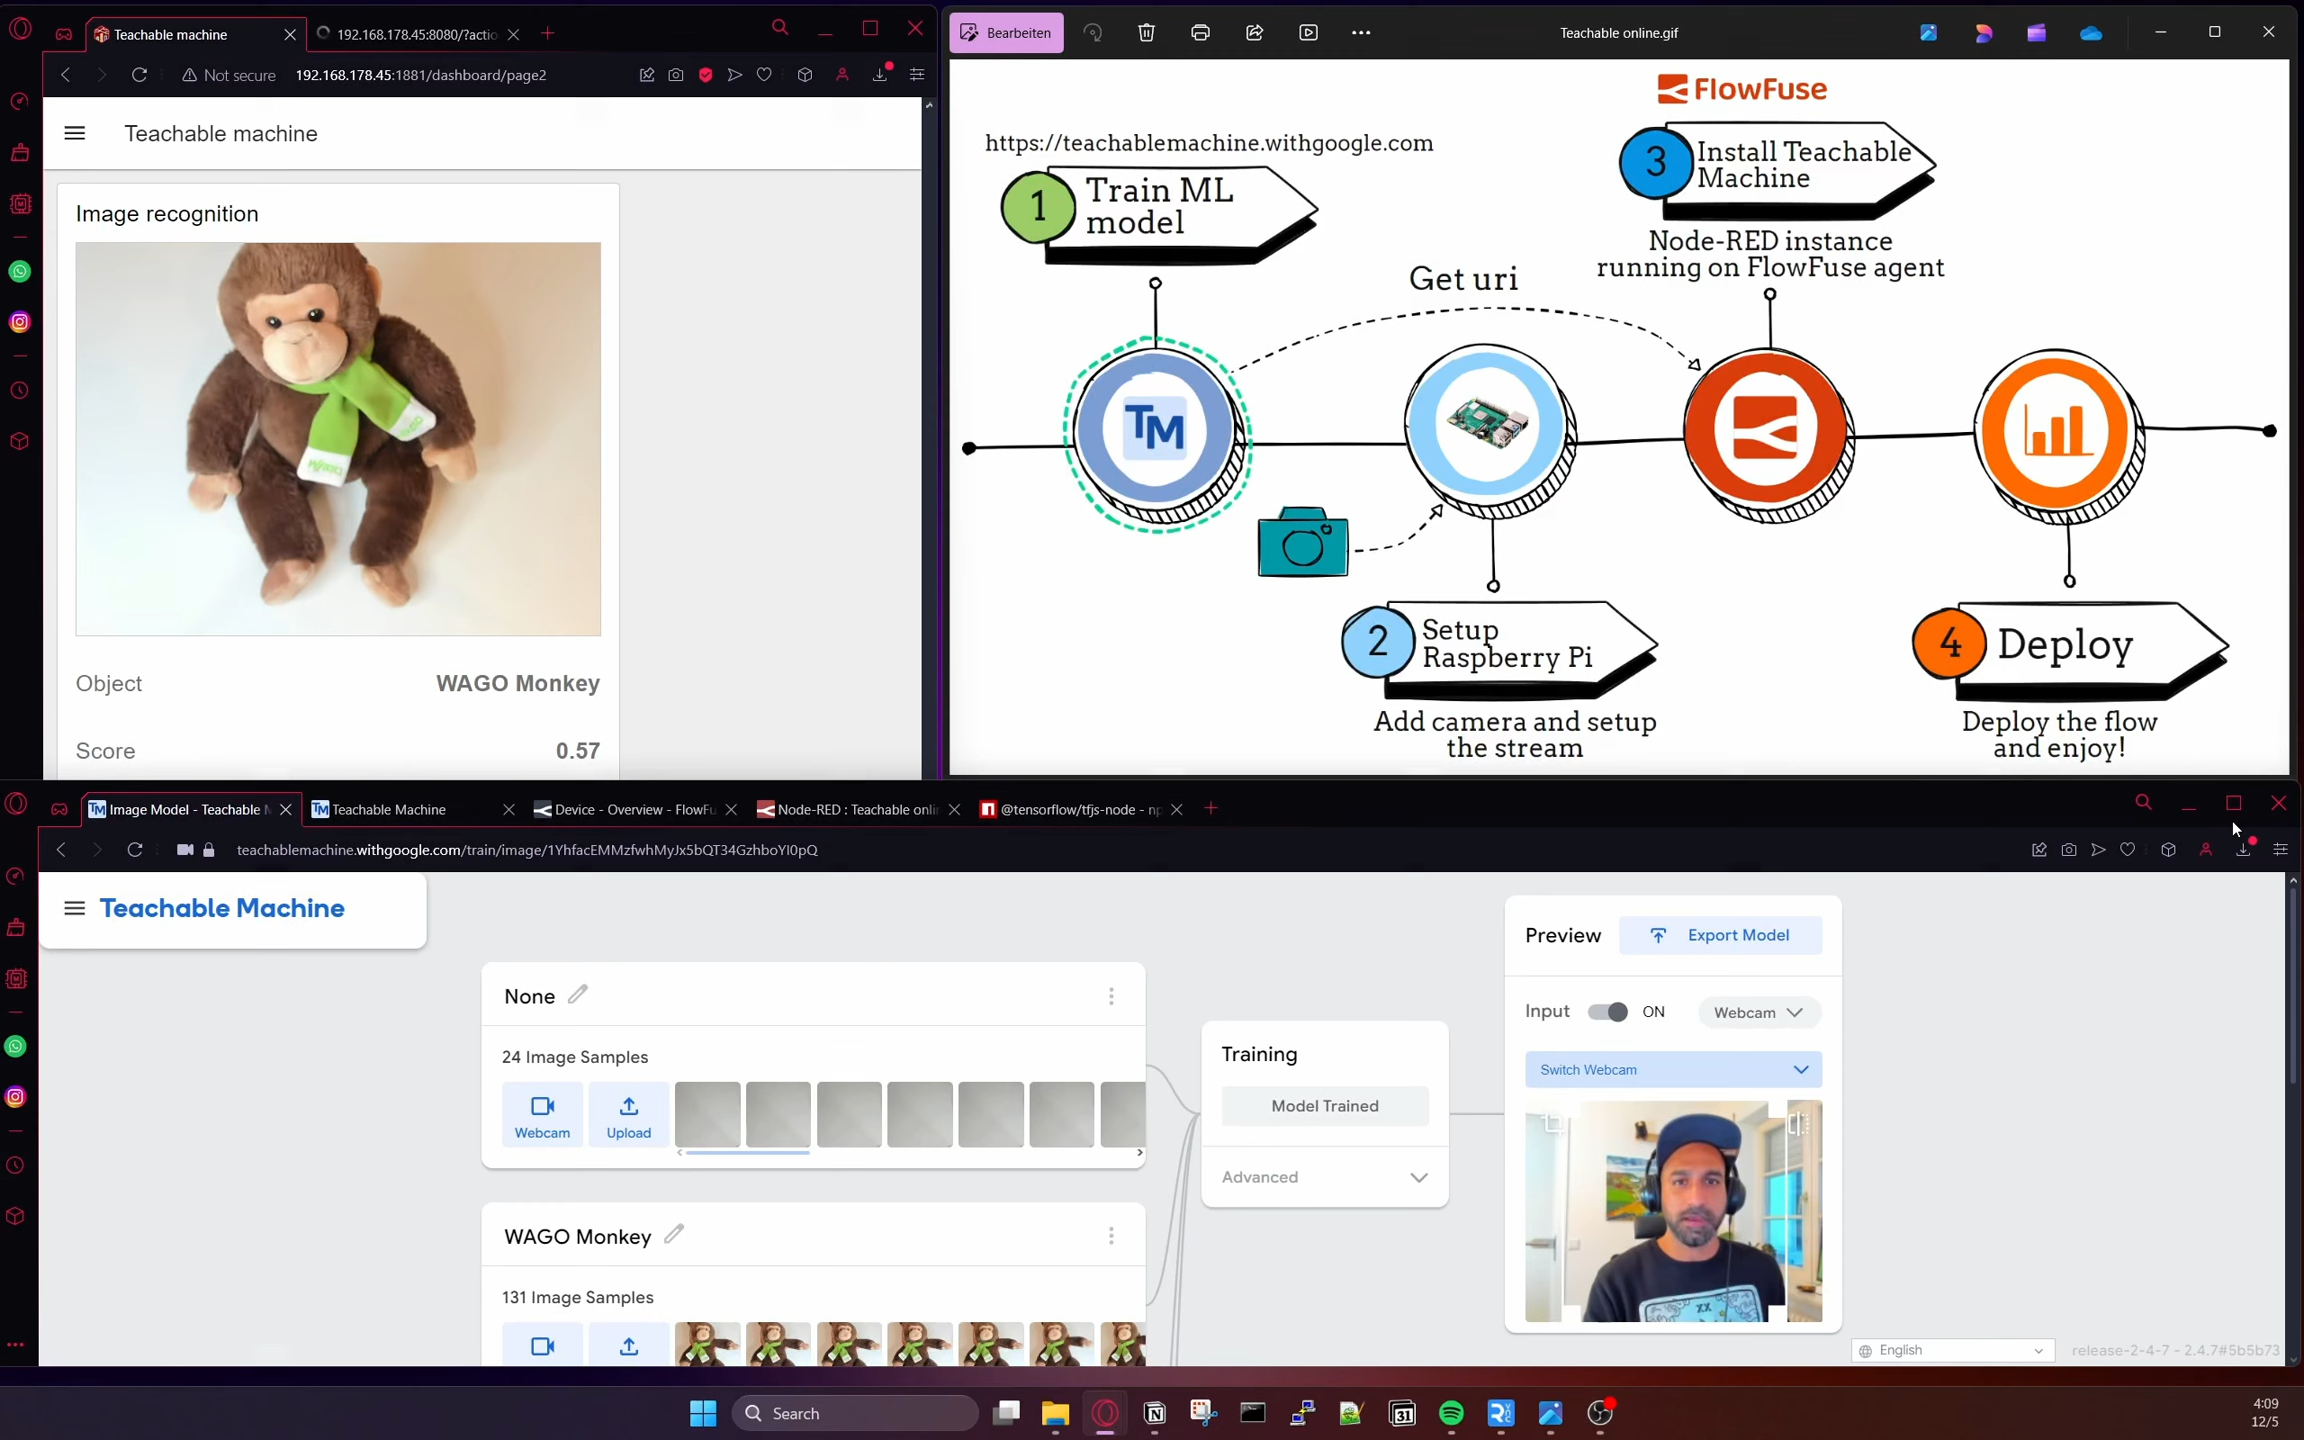 Teachable machine
192.168.178.45:8080/?actio
Not secure
192.168.178.45:1881/dashboard/page2
Teachable machine
Image recognition
Object
WAGO Monkey
Score
0.57
Bearbeiten
Teachable online.gif
FlowFuse
https://teachablemachine.withgoogle.com
1
Train ML
model
3
Install Teachable
Machine
Node-RED instance
running on FlowFuse agent
Get uri
TM
2
Setup
Raspberry Pi
Add camera and setup
the stream
4
Deploy
Deploy the flow
and enjoy!
TM
Image Model - Teachable M
TM
Teachable Machine
Device - Overview - FlowFu
Node-RED : Teachable onli
@tensorflow/tfjs-node - np
teachablemachine.withgoogle.com/train/image/1YhfacEMMzfwhMyJx5bQT34GzhboYI0pQ
Teachable Machine
None
24 Image Samples
Webcam
Upload
WAGO Monkey
131 Image Samples
Training
Model Trained
Advanced
Preview
Export Model
Input
ON
Webcam
Switch Webcam
XX
English
release-2-4-7 - 2.4.7#5b5b73
Search
31
4:09
12/5